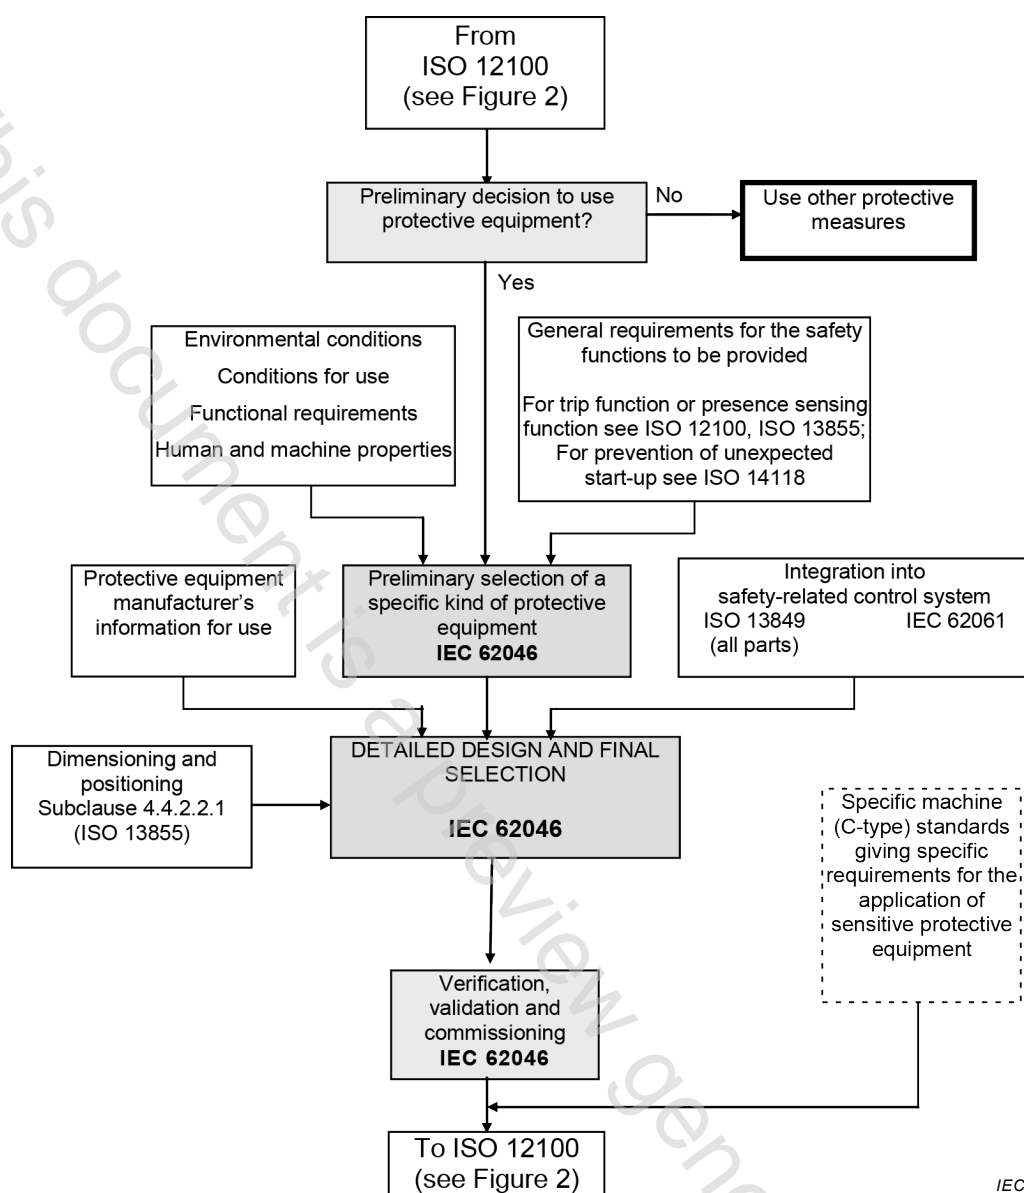 From
ISO 12100
(see Figure 2)
Preliminary decision to use
protective equipment?
No
Use other protective
measures
Yes
Environmental conditions
Conditions for use
Functional requirements
Human and machine properties
General requirements for the safety
functions to be provided
For trip function or presence sensing
function see ISO 12100, ISO 13855;
For prevention of unexpected
start-up see ISO 14118
Protective equipment
manufacturer's
information for use
Preliminary selection of a
specific kind of protective
equipment
IEC 62046
Integration into
safety-related control system
ISO 13849 IEC 62061
(all parts)
Dimensioning and
positioning
Subclause 4.4.2.2.1
(ISO 13855)
DETAILED DESIGN AND FINAL
SELECTION
IEC 62046
Specific machine
(C-type) standards
giving specific
requirements for the
application of
sensitive protective
equipment
Verification,
validation and
commissioning
IEC 62046
To ISO 12100
(see Figure 2)
IEC
This document is a preview gene